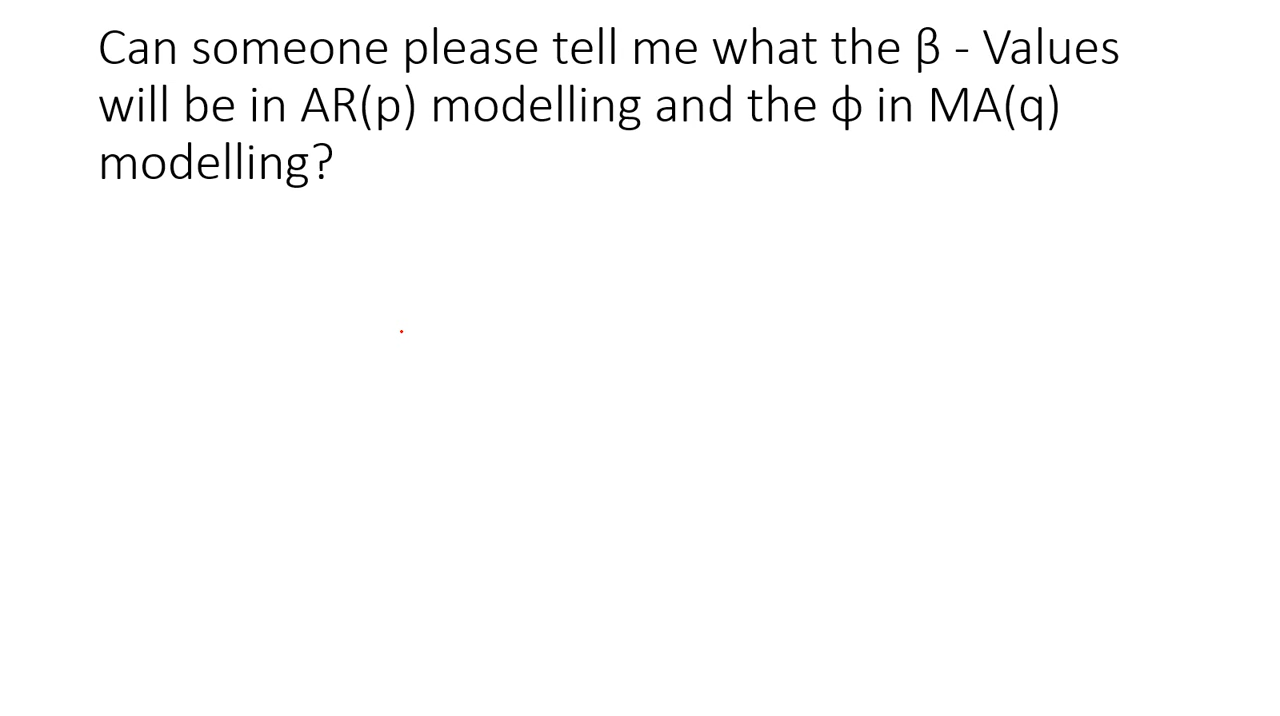 Can someone please tell me what the β - Values
will be in AR(p) modelling and the ϕ in MA(q)
modelling?